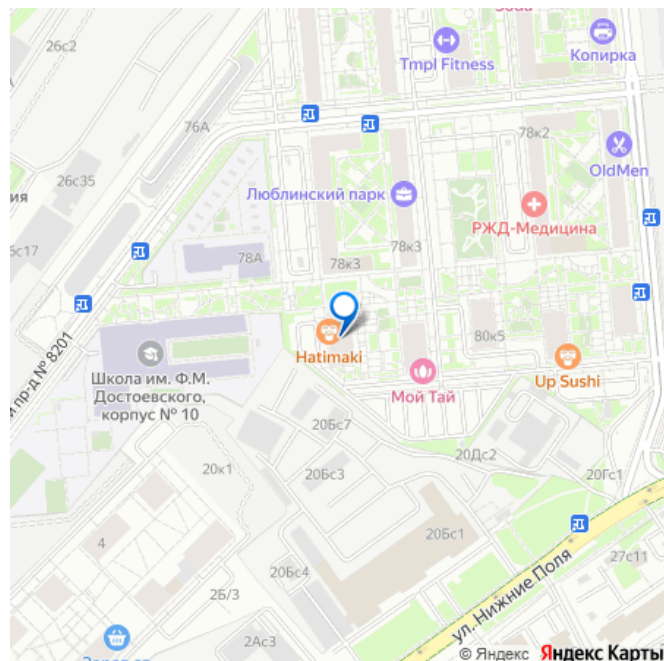 26с2
Tmpl Fitness
Копирка
76А
78к2
26с35
OldMen
Люблинский парк
РЖД-Медицина
78А
78к3
78к3
80к5
Hatimaki
й пр-д № 8201
Школа им. Ф.М.
Достоевского,
корпус № 10
Мой Тай
Up Sushi
20Бс7
20к1
20Бс3
20Дс2
20Гс1
4
20Бс1
ул. Нижние Поля
27с11
20Бс4
2Б/3
2Ас3
© Яндекс Яндекс Карты